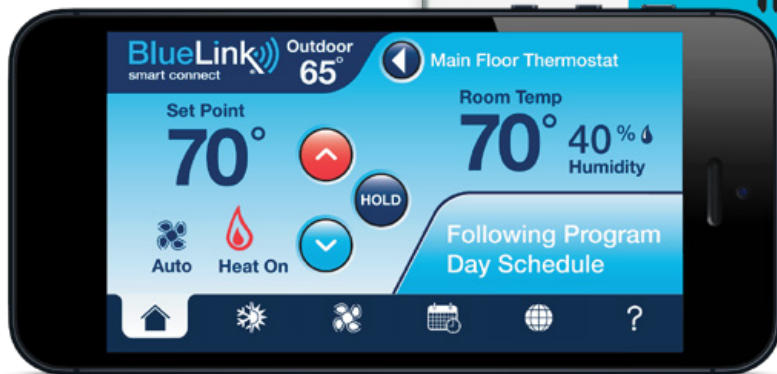 BlueLink
smart connect
Outdoor
65°
Main Floor Thermostat
Set Point
70°
Room Temp
70°
40%
Humidity
HOLD
Auto
Heat On
Following Program
Day Schedule
?